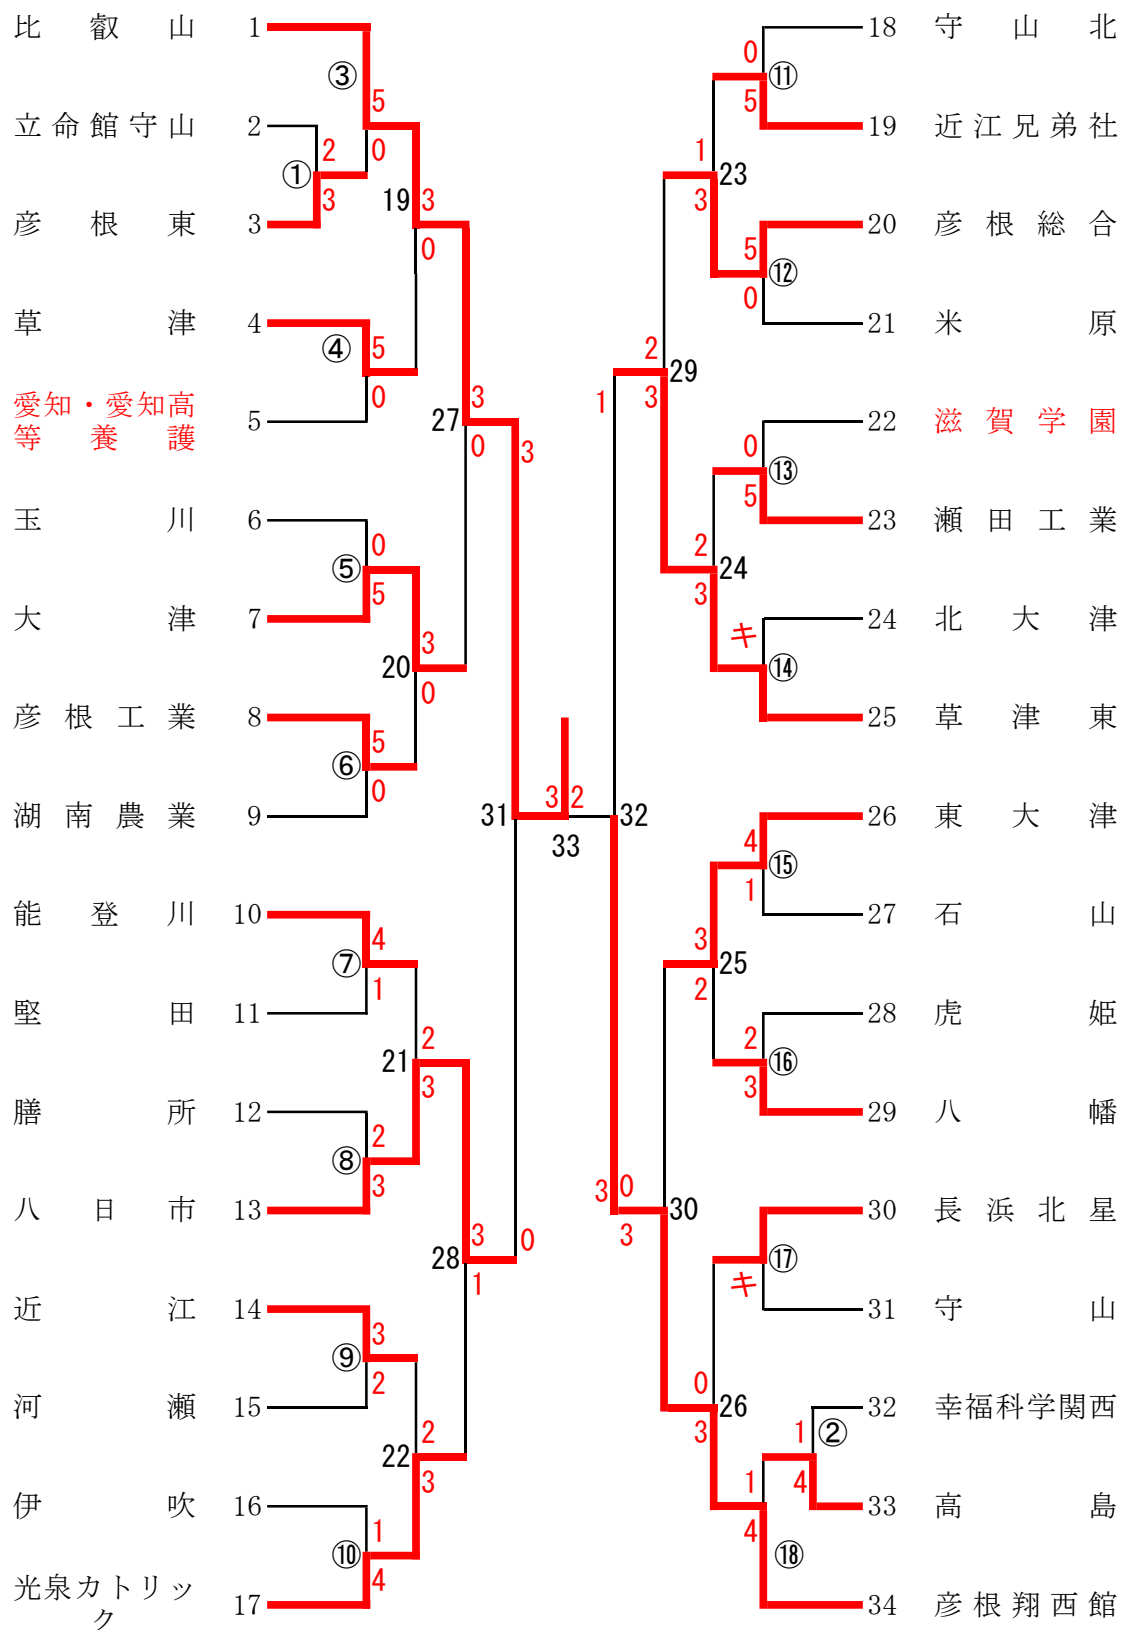 比叡山 1
③
5
立命館守山 2
2
0
①
3
19 3
彦根東 3
0
草津 4
④ 5
0
愛知・愛知高
等養護
5
3
27
0
3
玉川 6
0
⑤
5
大津 7
3
20
0
彦根工業 8
5
⑥
0
湖南農業 9
31
3 2
33
能登川 10
4
⑦
1
堅田 11
2
21
3
膳所 12
2
⑧
3
八日市 13
3
28
1
0
近江 14
3
⑨
2
河瀬 15
2
22
3
伊吹 16
1
⑩
4
光泉カトリッ
ク
17
18 守山北
0
⑪
5
19 近江兄弟社
1
23
3
20 彦根総合
5
⑫
0
21 米原
2
29
3
1
22 滋賀学園
0
⑬
5
23 瀬田工業
2
24
3
24 北大津
キ
⑭
25 草津東
32
26 東大津
4
⑮
1
27 石山
3
25
2
28 虎姫
2
⑯
3
29 八幡
3 0
30
3
30 長浜北星
⑰
キ
31 守山
0
26
3
32 幸福科学関西
1 ②
4
33 高島
1
4
⑱
34 彦根翔西館